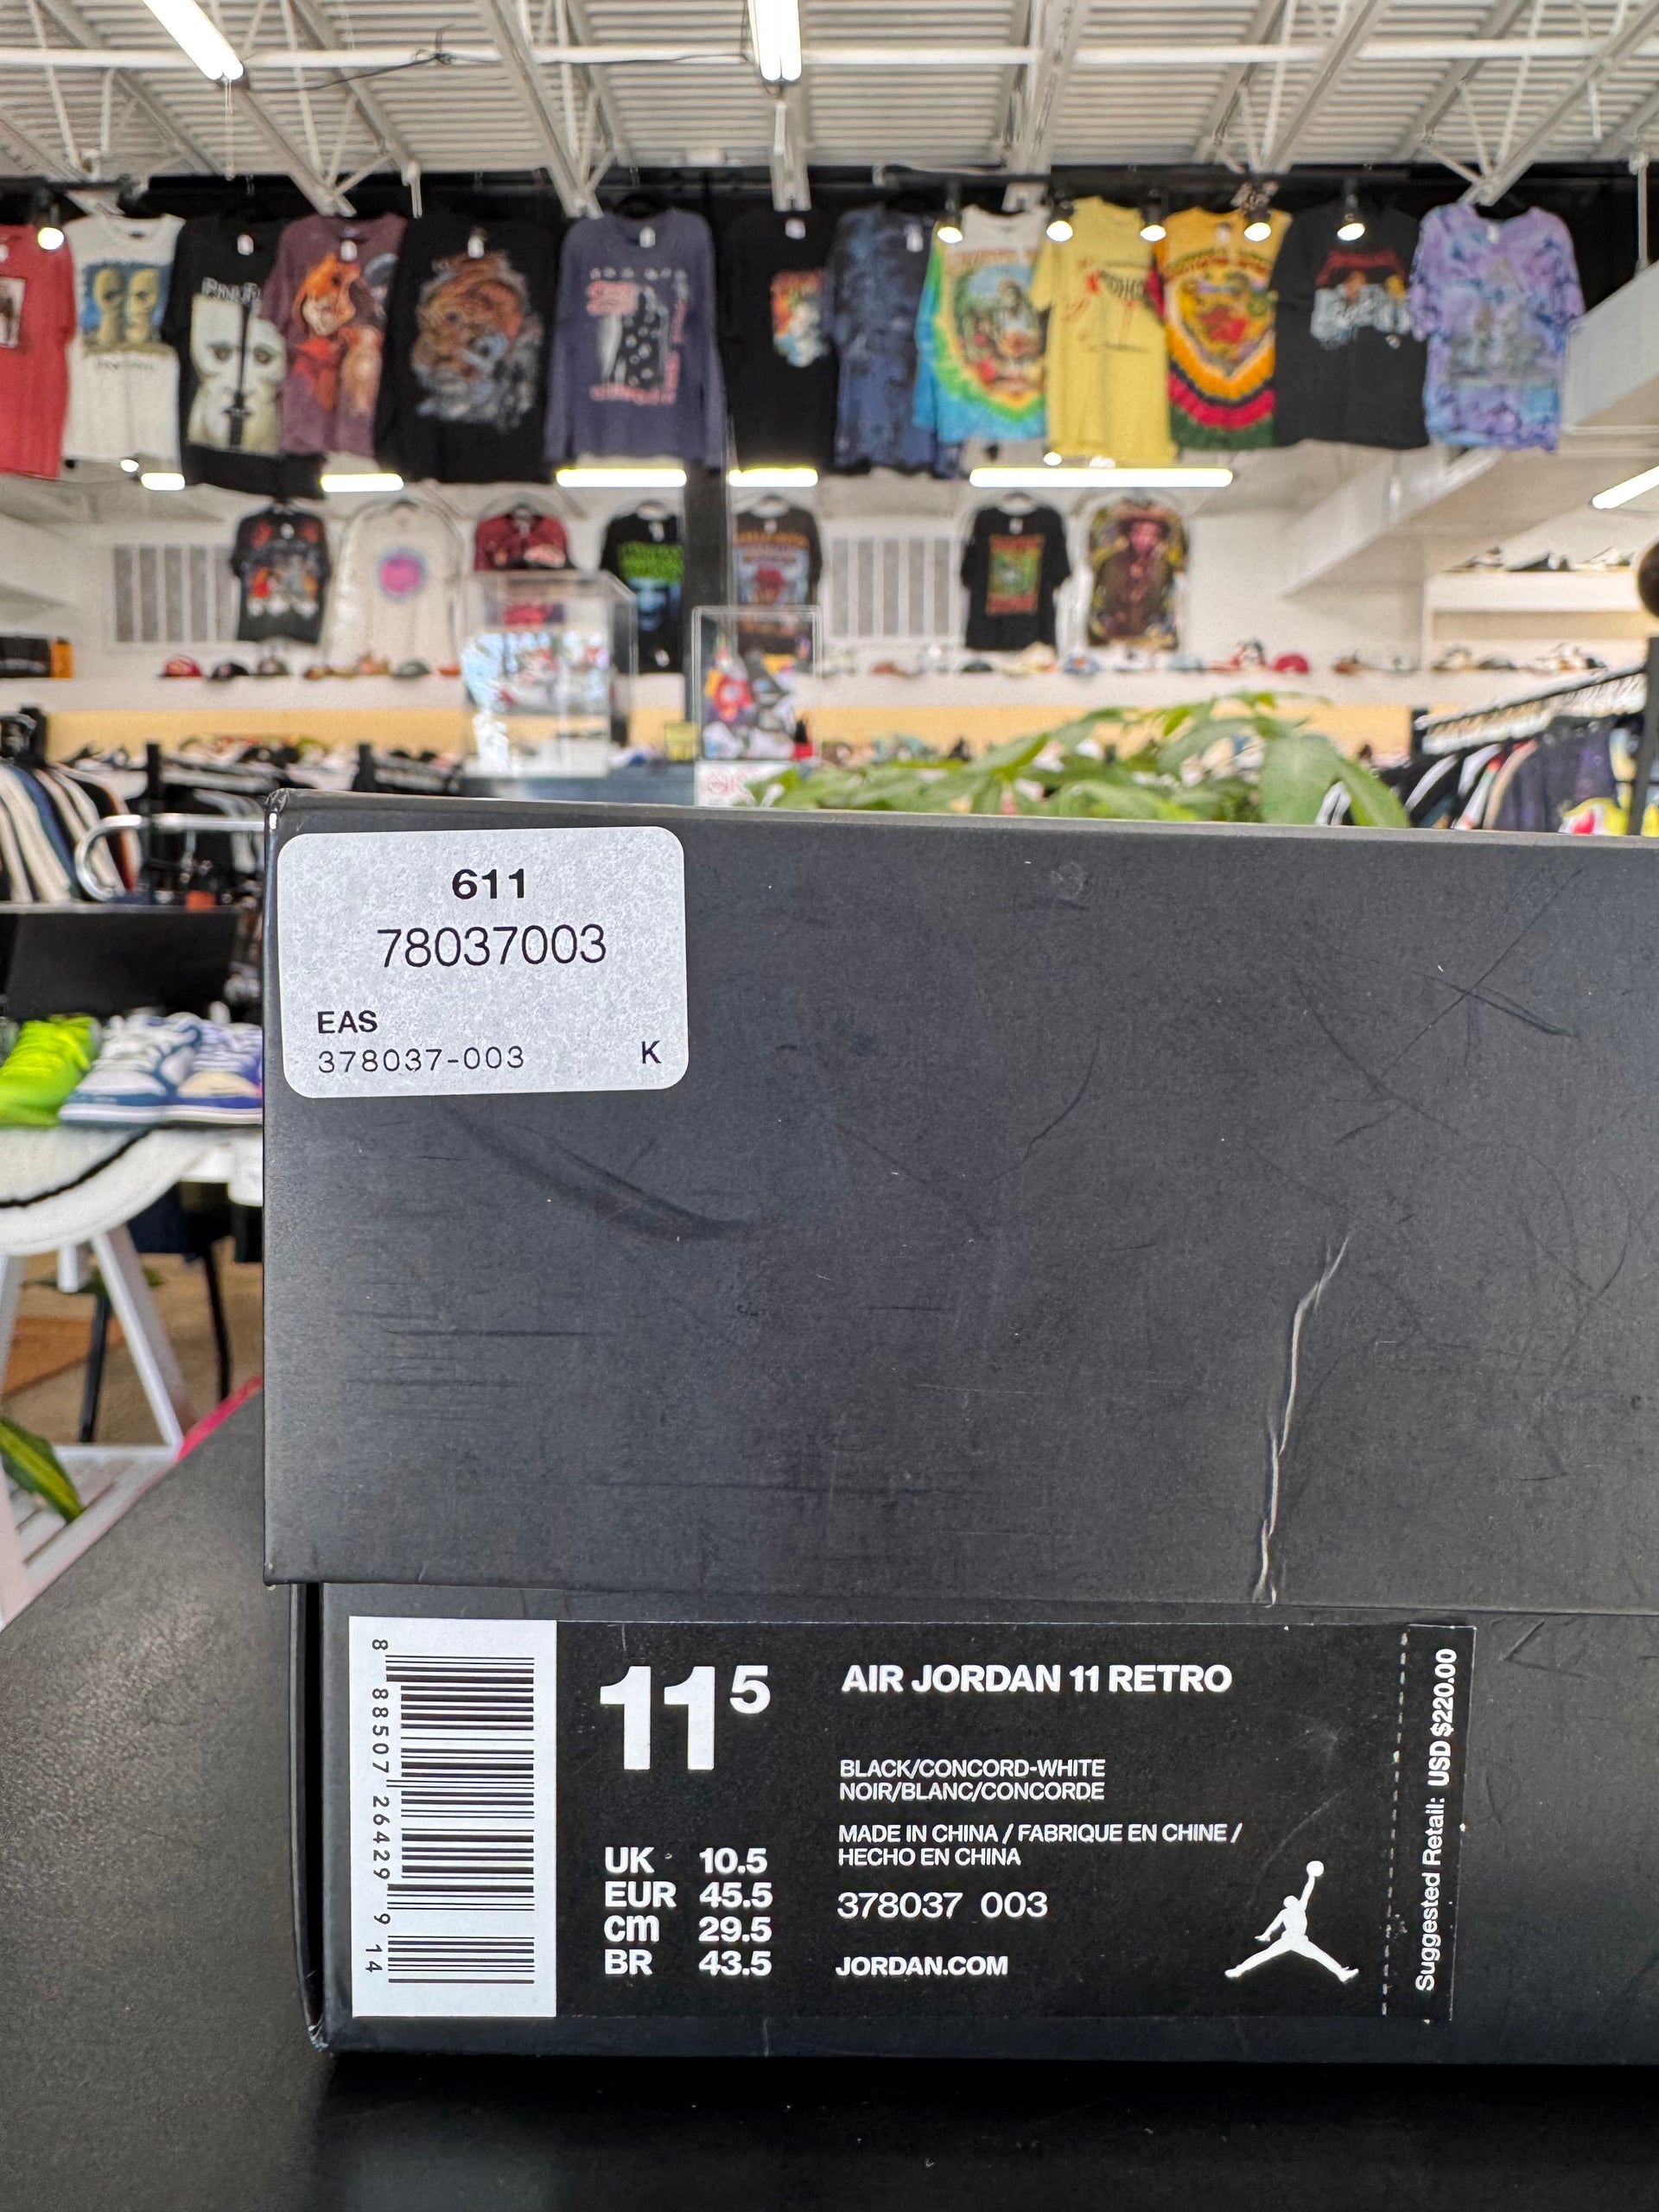 611
78037003
EAS
378037-003 K
8 88507 26429 9 14
11⁵
UK 10.5
EUR 45.5
cm 29.5
BR 43.5
AIR JORDAN 11 RETRO
BLACK/CONCORD-WHITE
NOIR/BLANC/CONCORDE
MADE IN CHINA / FABRIQUE EN CHINE /
HECHO EN CHINA
378037 003
JORDAN.COM
Suggested Retail: USD $220.00